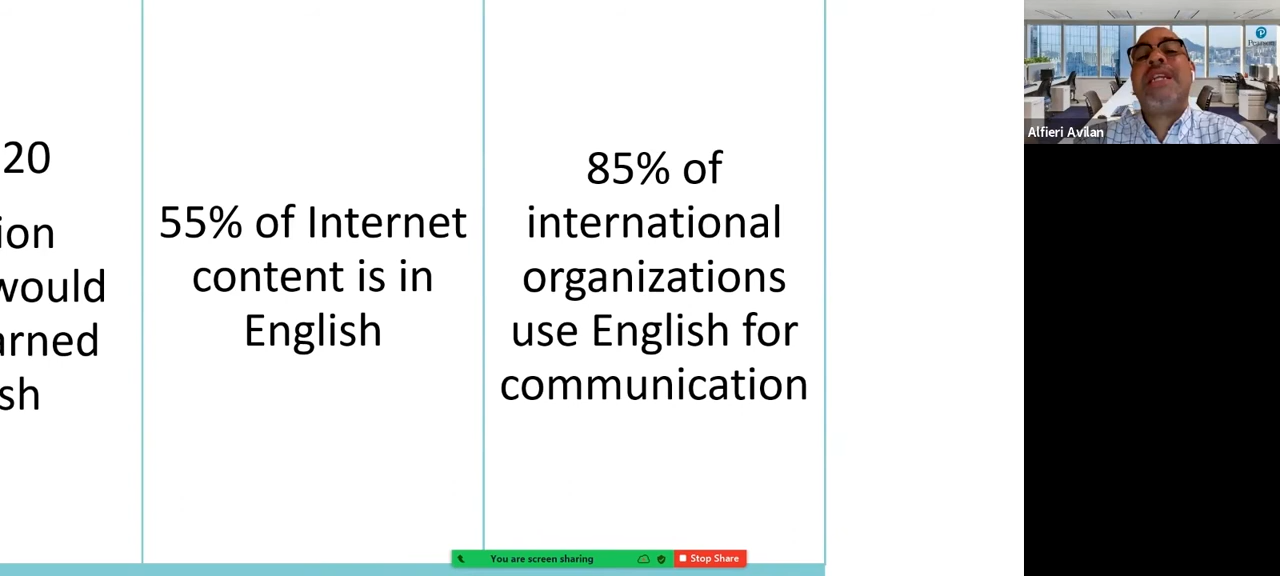 20
ion
would
arned
sh
55% of Internet
content is in
English
85% of
international
organizations
use English for
communication
You are screen sharing
Stop Share
Alfieri Avilan
Pearson